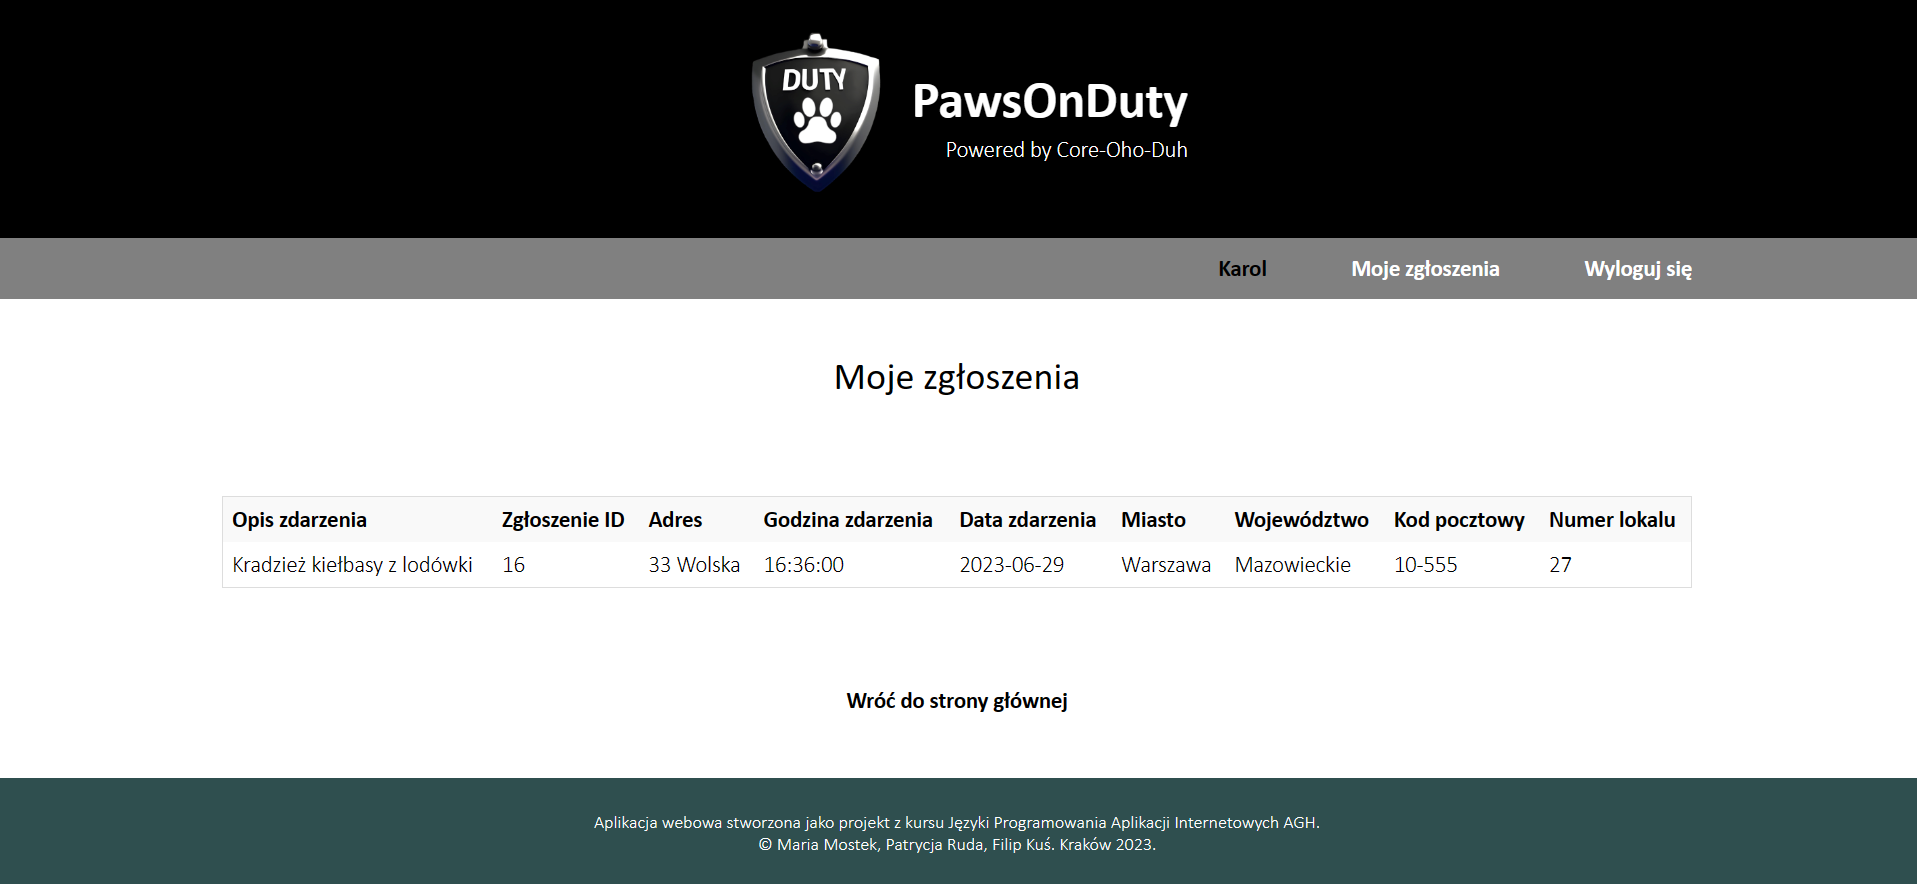 DUTY
PawsOnDuty
Powered by Core-Oho-Duh
Karol Moje zgłoszenia Wyloguj się
Moje zgłoszenia
Opis zdarzenia Zgłoszenie ID Adres Godzina zdarzenia Data zdarzenia Miasto Województwo Kod pocztowy Numer lokalu
Kradzież kiełbasy z lodówki 16 33 Wolska 16:36:00 2023-06-29 Warszawa Mazowieckie 10-555 27
Wróć do strony głównej
Aplikacja webowa stworzona jako projekt z kursu Języki Programowania Aplikacji Internetowych AGH.
© Maria Mostek, Patrycja Ruda, Filip Kuś. Kraków 2023.